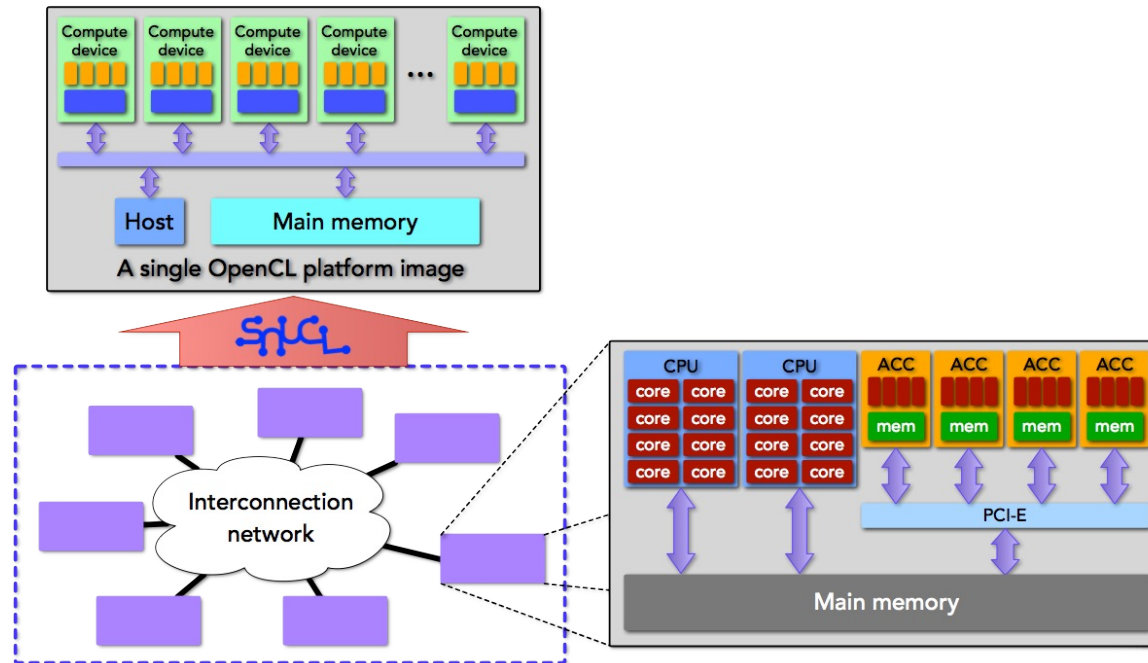 Compute device
Compute device
Compute device
Compute device
...
Compute device
Host
Main memory
A single OpenCL platform image
SnUCL
Interconnection
network
CPU
core core
core core
core core
core core
CPU
core core
core core
core core
core core
ACC
mem
ACC
mem
ACC
mem
ACC
mem
PCI-E
Main memory